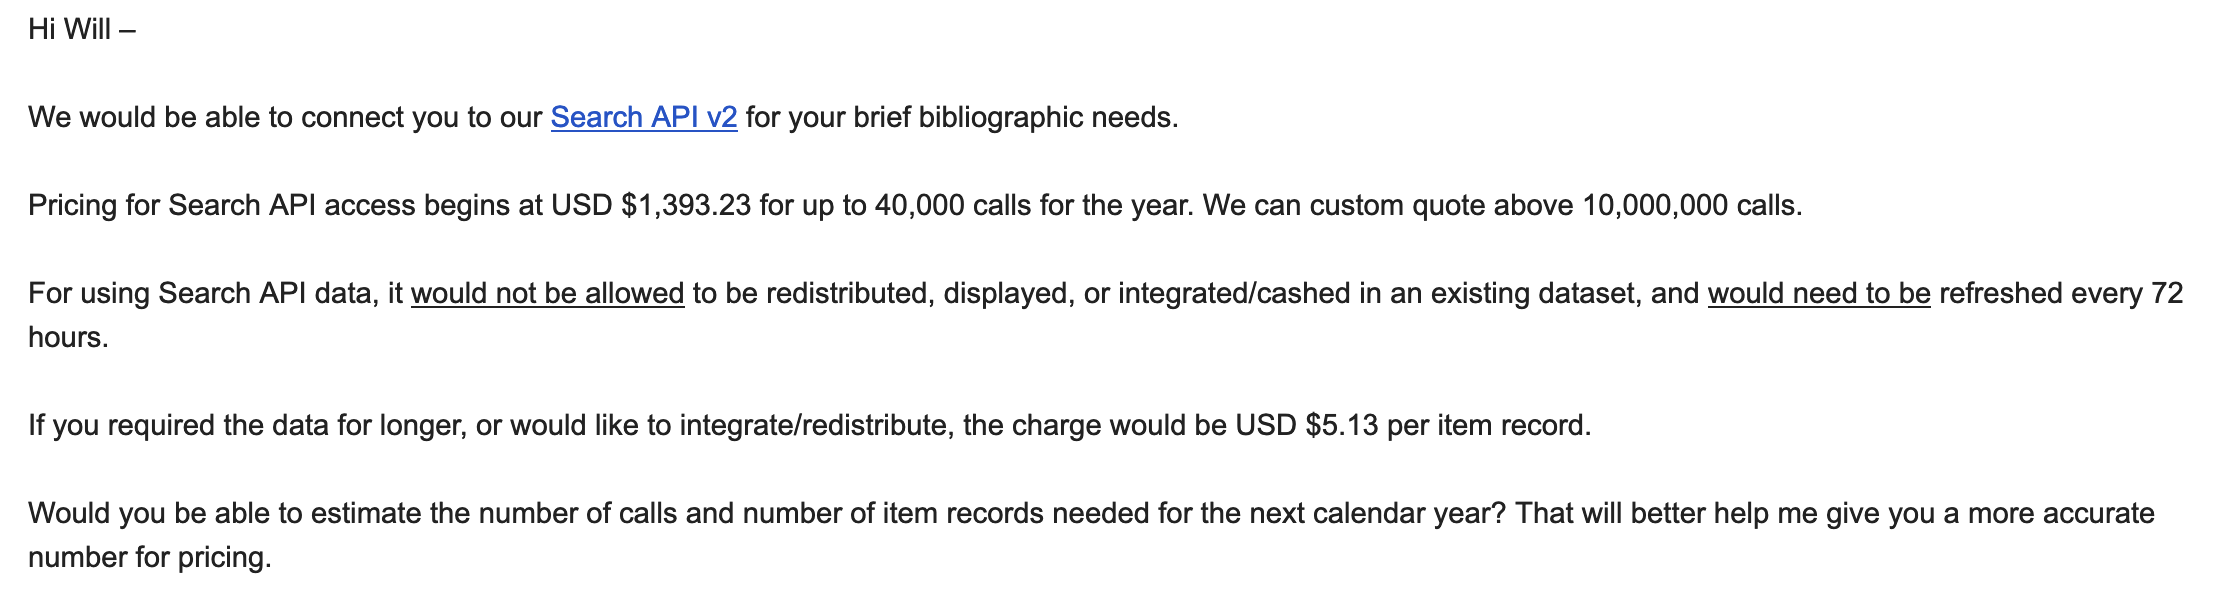 Hi Will –
We would be able to connect you to our Search API v2 for your brief bibliographic needs.
Pricing for Search API access begins at USD $1,393.23 for up to 40,000 calls for the year. We can custom quote above 10,000,000 calls.
For using Search API data, it would not be allowed to be redistributed, displayed, or integrated/cashed in an existing dataset, and would need to be refreshed every 72
hours.
If you required the data for longer, or would like to integrate/redistribute, the charge would be USD $5.13 per item record.
Would you be able to estimate the number of calls and number of item records needed for the next calendar year? That will better help me give you a more accurate
number for pricing.